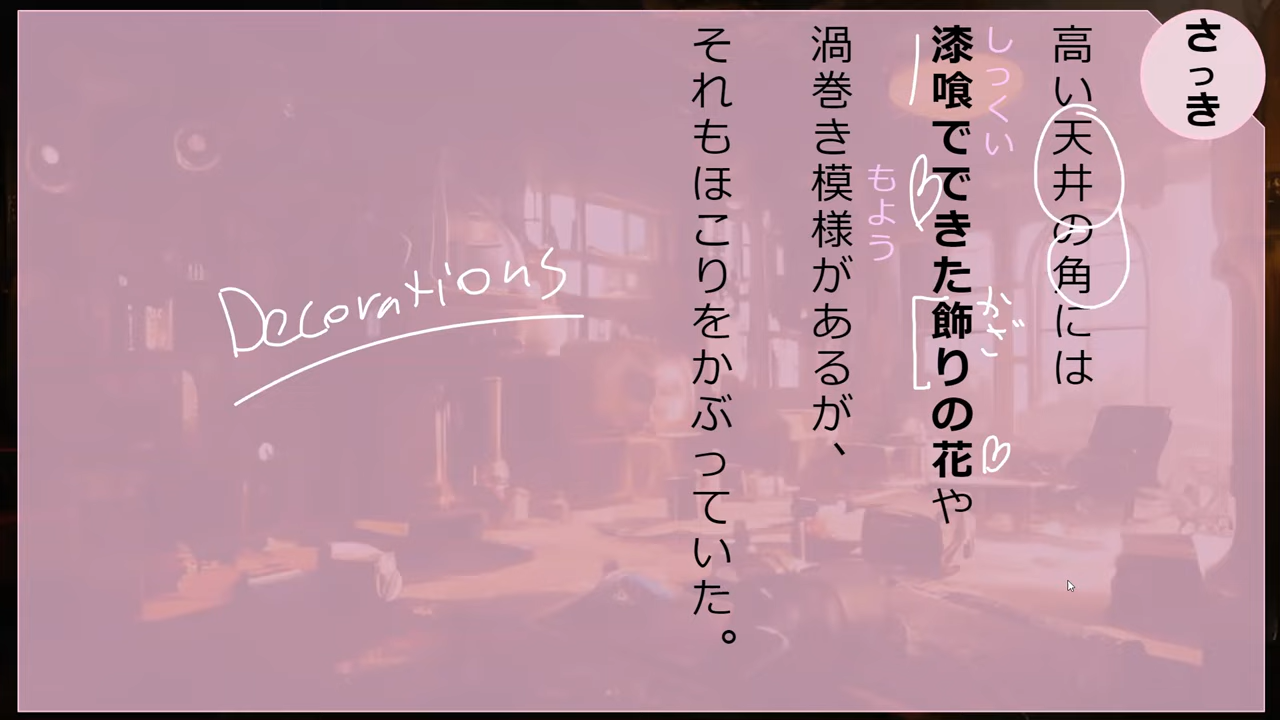 さっき
高い天井の角には
しっくい
漆喰でできた飾りの花や
かざ
もよう
渦巻き模様があるが、
それもほこりをかぶっていた。
Decorations